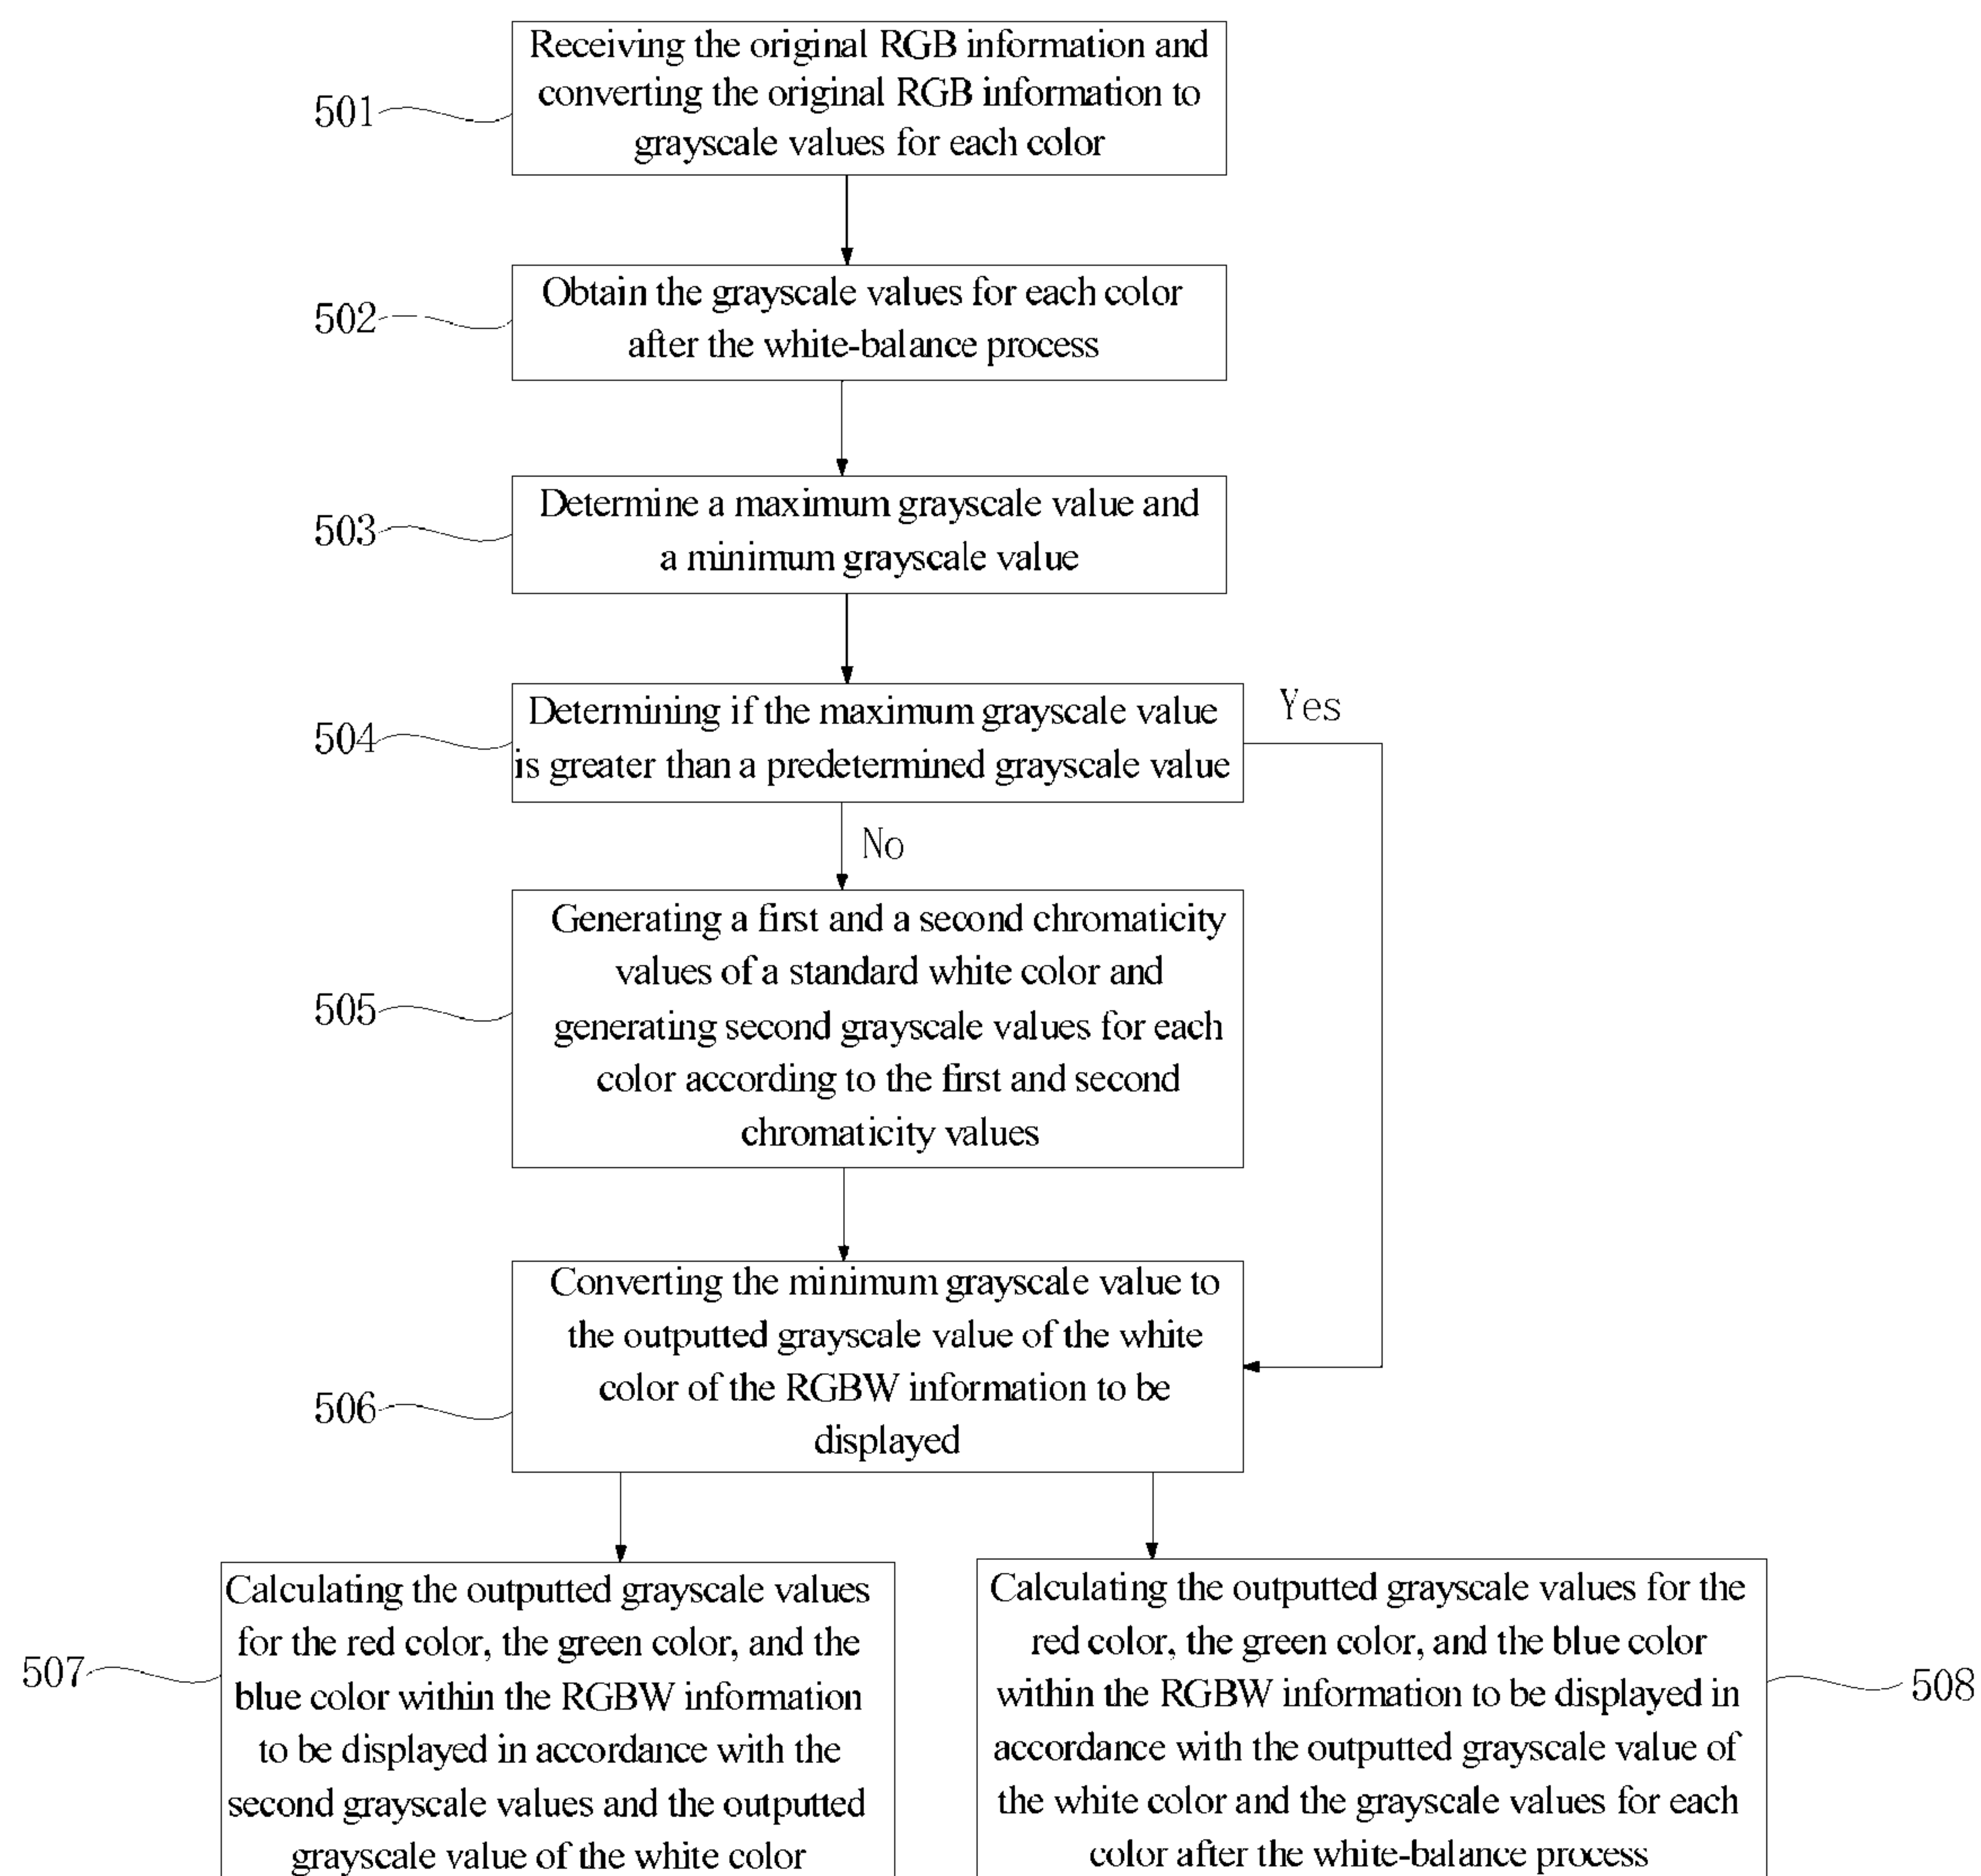 Receiving the original RGB information and
converting the original RGB information to
grayscale values for each color
501
Obtain the grayscale values for each color
after the white-balance process
502
Determine a maximum grayscale value and
a minimum grayscale value
503
Determining if the maximum grayscale value
is greater than a predetermined grayscale value
504
Yes
No
Generating a first and a second chromaticity
values of a standard white color and
generating second grayscale values for each
color according to the first and second
chromaticity values
505
Converting the minimum grayscale value to
the outputted grayscale value of the white
color of the RGBW information to be
displayed
506
Calculating the outputted grayscale values
for the red color, the green color, and the
blue color within the RGBW information
to be displayed in accordance with the
second grayscale values and the outputted
grayscale value of the white color
507
Calculating the outputted grayscale values for the
red color, the green color, and the blue color
within the RGBW information to be displayed in
accordance with the outputted grayscale value of
the white color and the grayscale values for each
color after the white-balance process
508